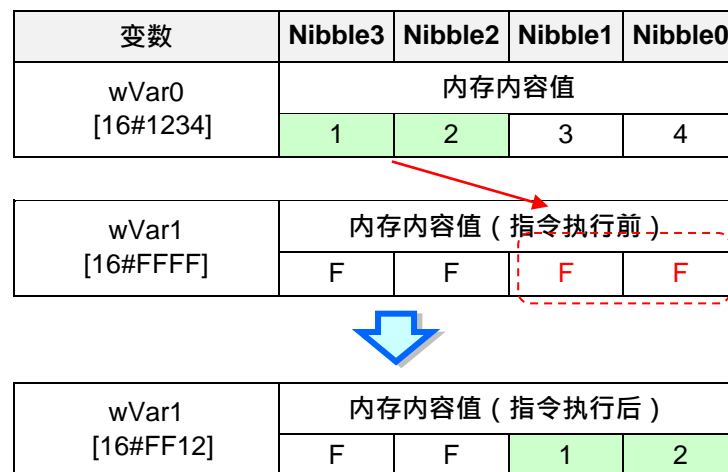 变数 Nibble3 Nibble2 Nibble1 Nibble0
wVar0 内存内容值
[16#1234] 1 2 3 4
wVar1 内存内容值（指令执行前）
[16#FFFF] F F F F
wVar1 内存内容值（指令执行后）
[16#FF12] F F 1 2